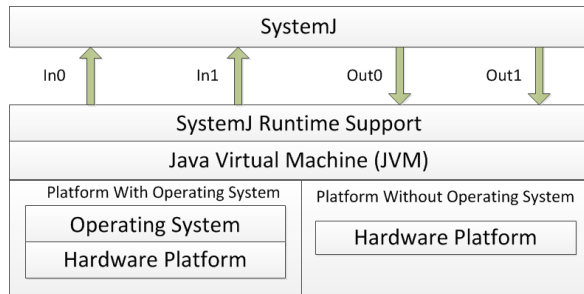 SystemJ
In0
In1
Out0
Out1
SystemJ Runtime Support
Java Virtual Machine (JVM)
Platform With Operating System
Operating System
Hardware Platform
Platform Without Operating System
Hardware Platform